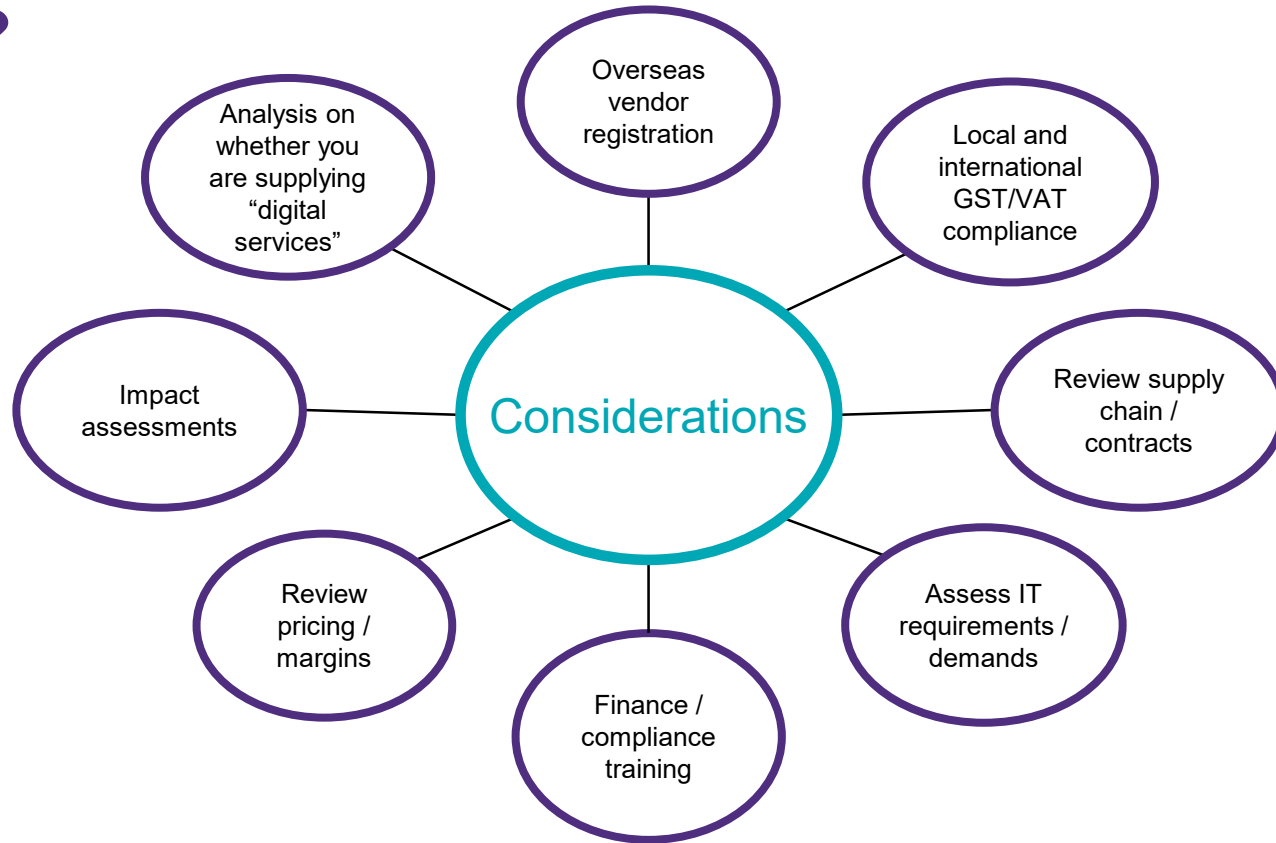 Overseas
vendor
registration
Local and
international
GST/VAT
compliance
Review supply
chain /
contracts
Assess IT
requirements /
demands
Finance /
compliance
training
Review
pricing /
margins
Impact
assessments
Analysis on
whether you
are supplying
“digital
services”
Considerations